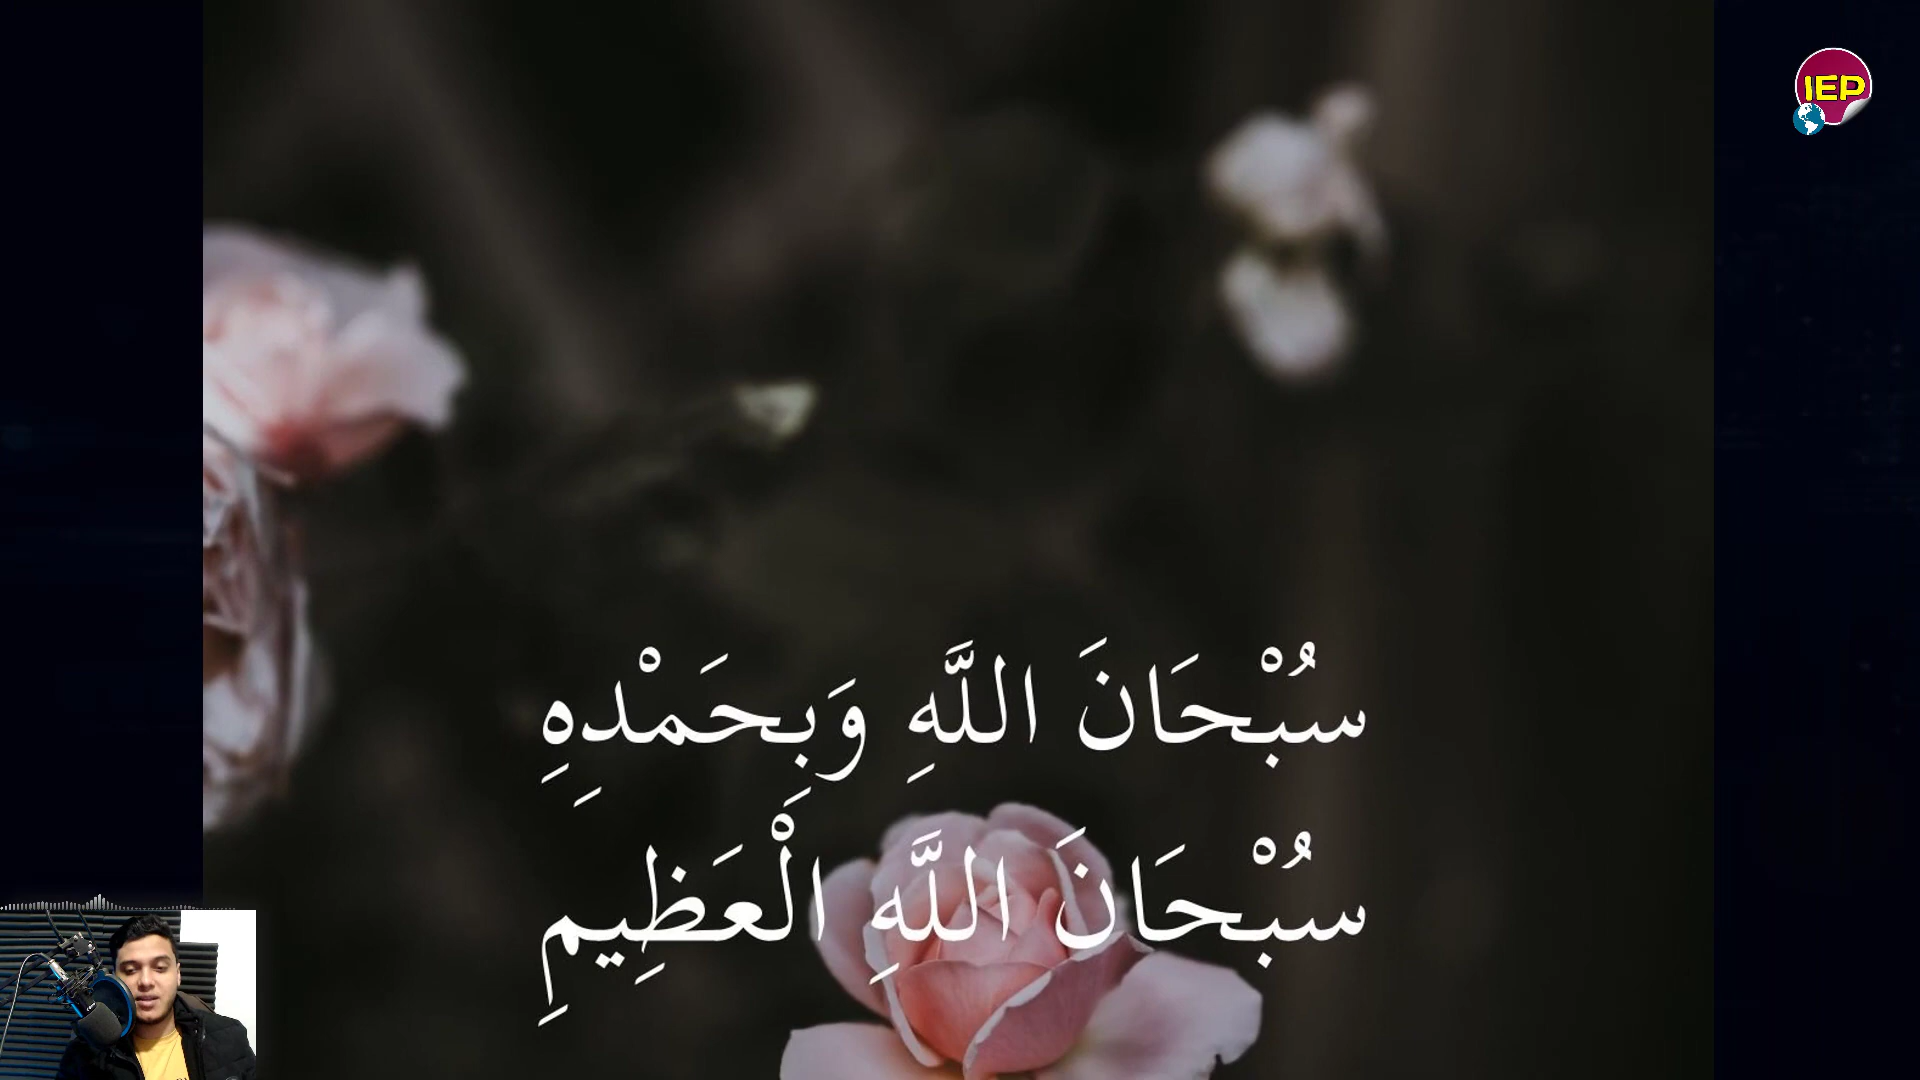 IEP
سُبْحَانَ اللَّهِ وَبِحَمْدِهِ
سُبْحَانَ اللَّهِ الْعَظِيمِ